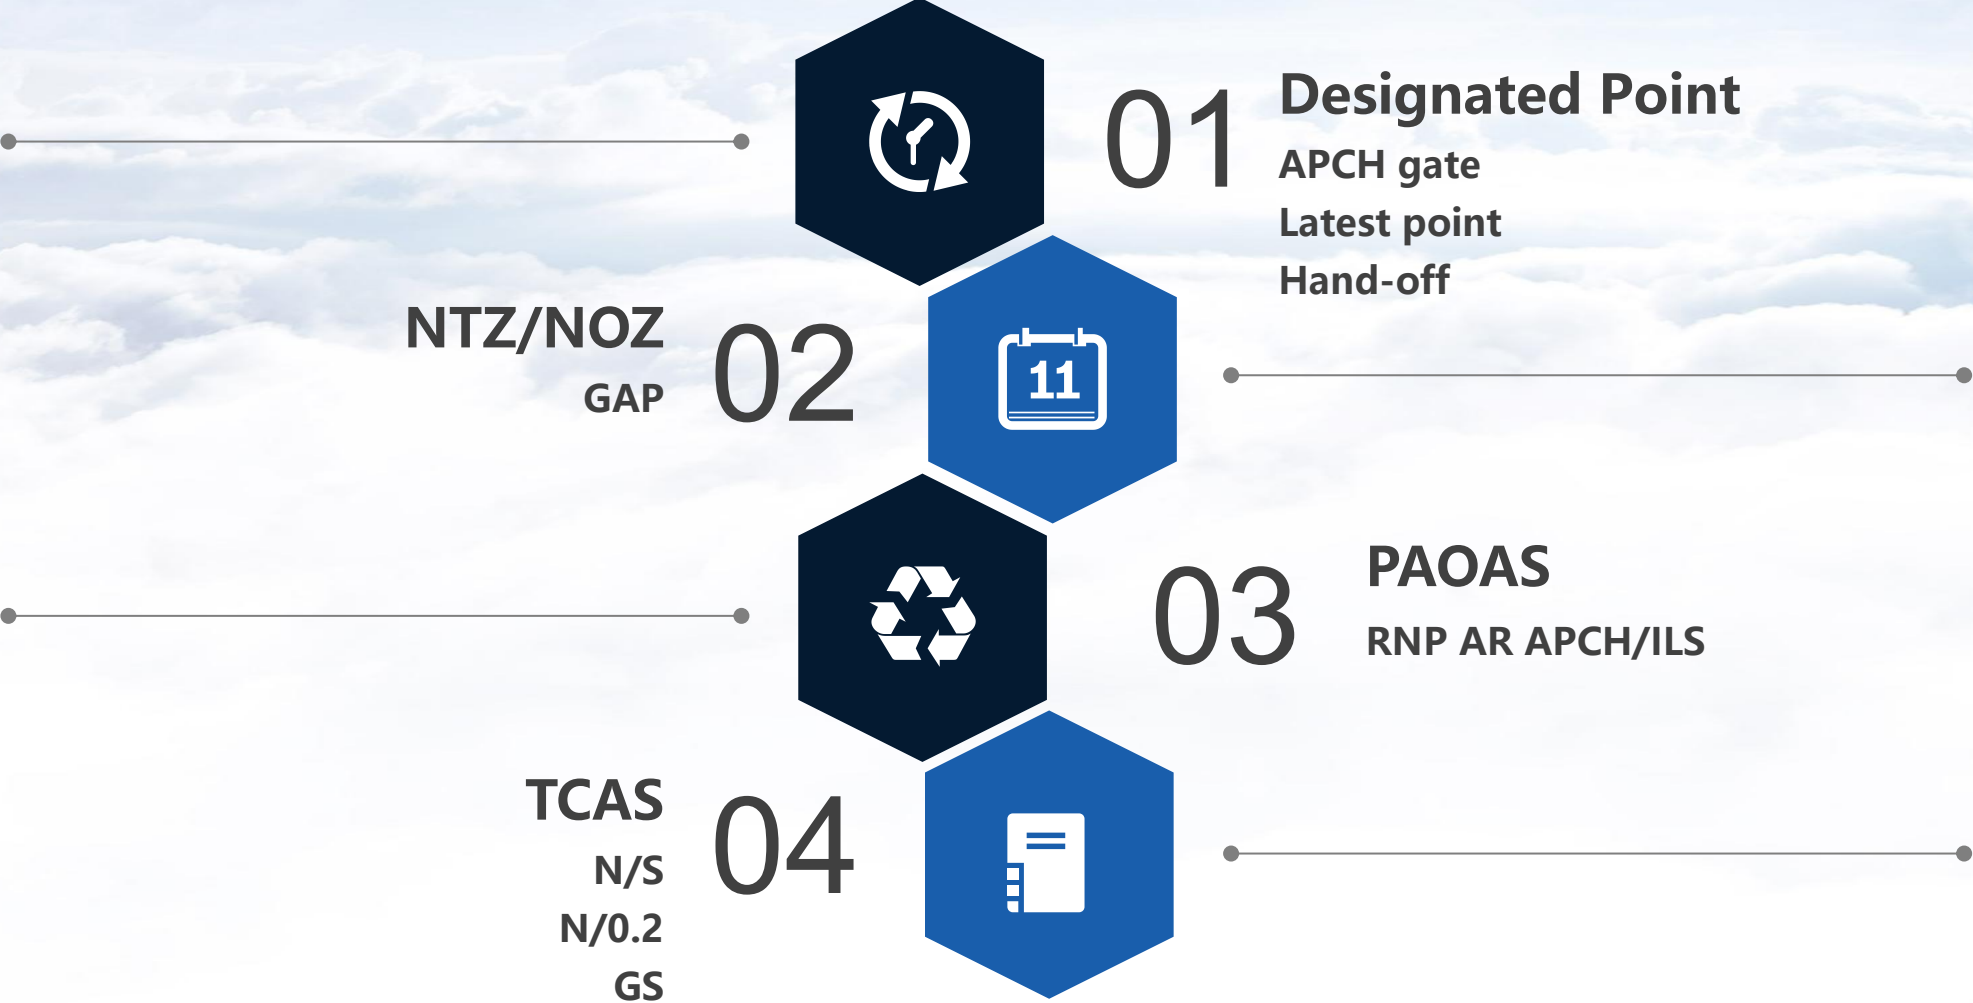 01
Designated Point
APCH gate
Latest point
Hand-off
NTZ/NOZ
GAP
02
11
03
PAOAS
RNP AR APCH/ILS
TCAS
N/S
N/0.2
GS
04